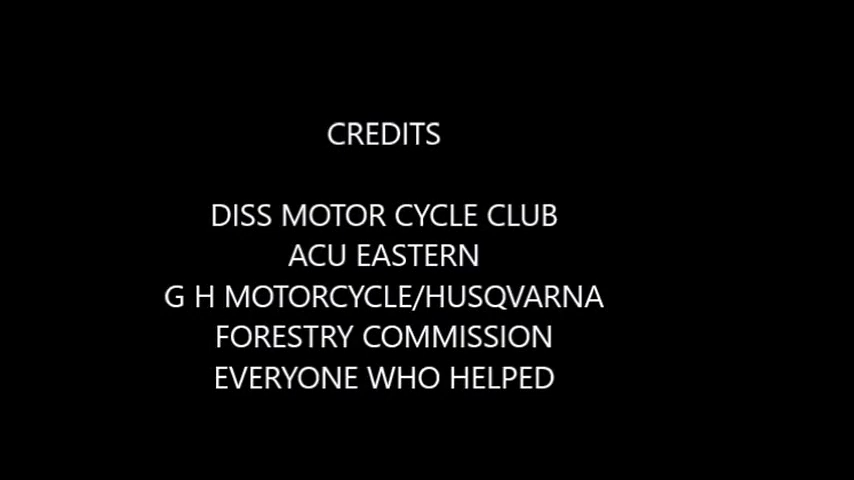 CREDITS
DISS MOTOR CYCLE CLUB
ACU EASTERN
G H MOTORCYCLE/HUSQVARNA
FORESTRY COMMISSION
EVERYONE WHO HELPED